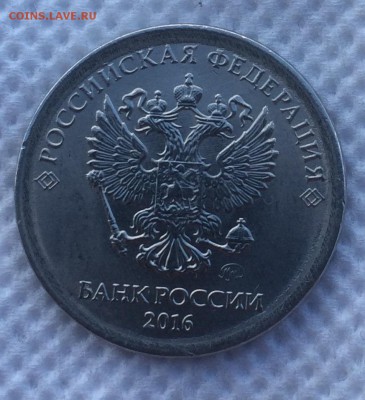 COINS.LAVE.RU
РОССИЙСКАЯ ФЕДЕРАЦИЯ
БАНК РОССИИ
2016